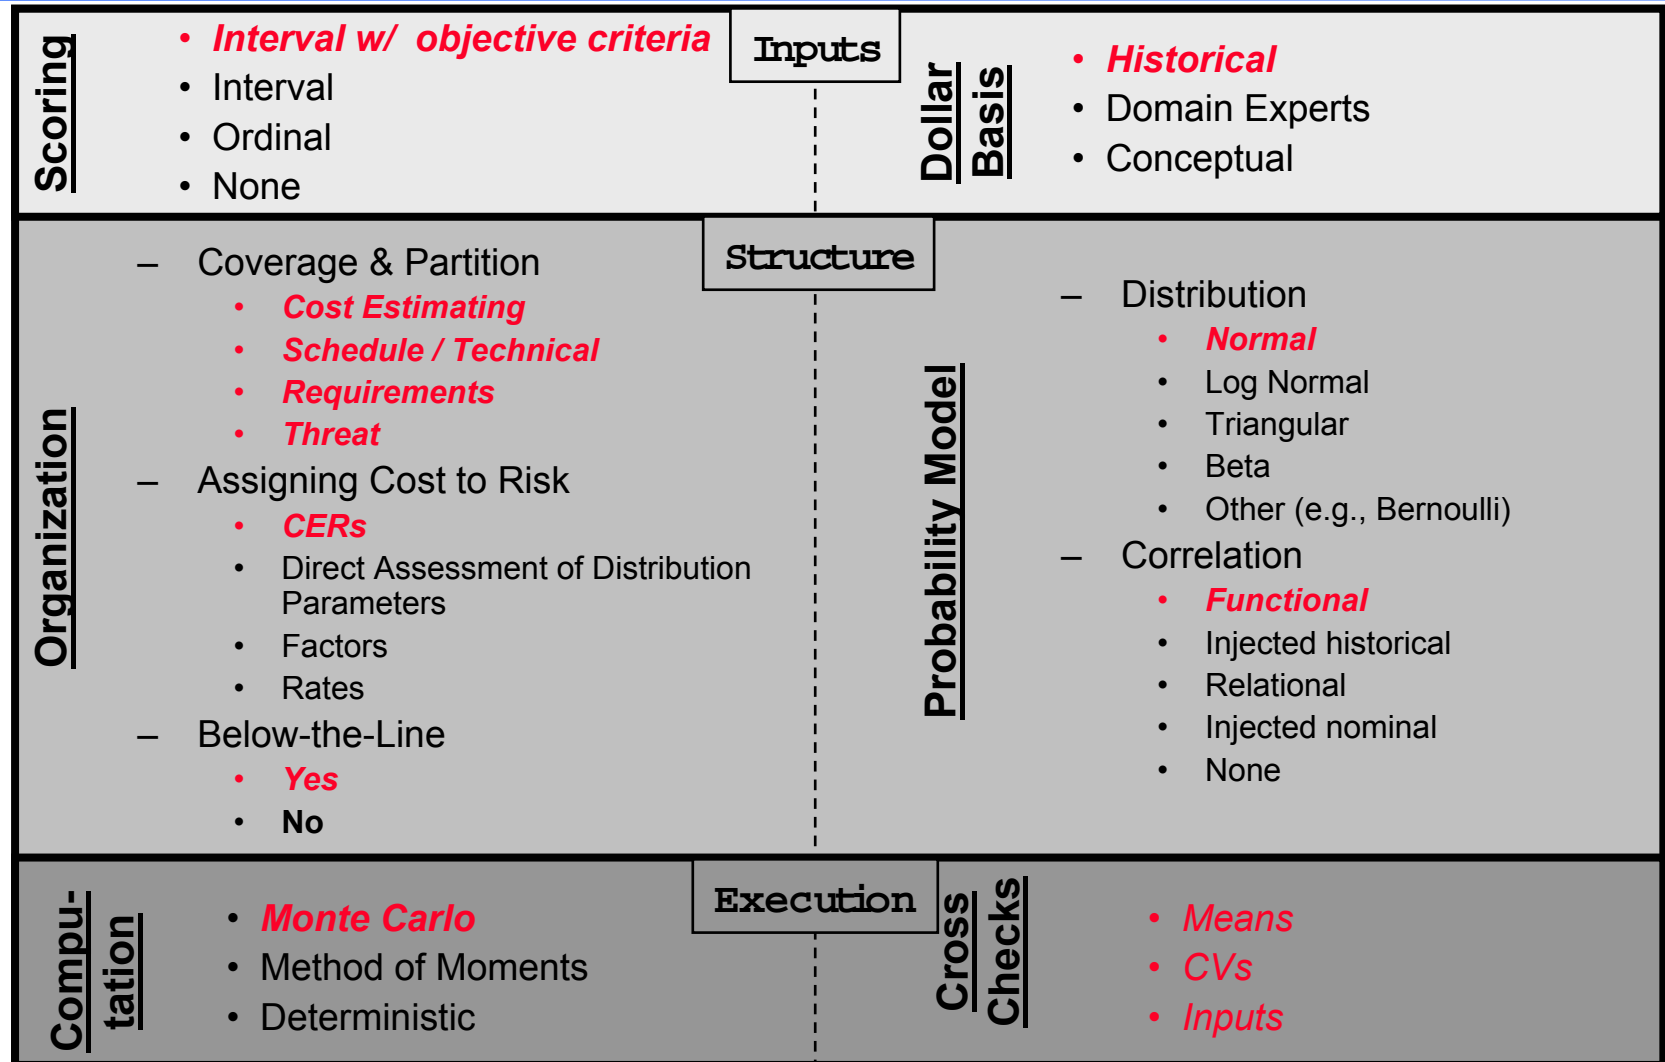 Inputs
Scoring
• Interval w/ objective criteria
• Interval
• Ordinal
• None
Dollar
Basis
• Historical
• Domain Experts
• Conceptual
Structure
Organization
– Coverage & Partition
• Cost Estimating
• Schedule / Technical
• Requirements
• Threat
– Assigning Cost to Risk
• CERs
• Direct Assessment of Distribution
Parameters
• Factors
• Rates
– Below-the-Line
• Yes
• No
Probability Model
– Distribution
• Normal
• Log Normal
• Triangular
• Beta
• Other (e.g., Bernoulli)
– Correlation
• Functional
• Injected historical
• Relational
• Injected nominal
• None
Execution
Compu-
tation
• Monte Carlo
• Method of Moments
• Deterministic
Cross
Checks
• Means
• CVs
• Inputs